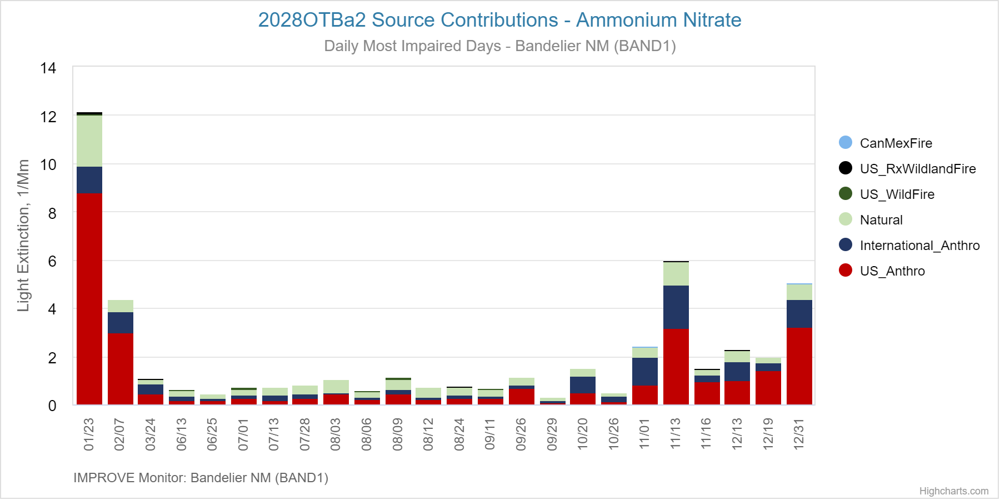 2028OTBa2 Source Contributions - Ammonium Nitrate
Daily Most Impaired Days - Bandelier NM (BAND1)
Light Extinction, 1/Mm
14
12
10
8
6
4
2
0
01/23
02/07
03/24
06/13
06/25
07/01
07/13
07/28
08/03
08/06
08/09
08/12
08/24
09/11
09/26
09/29
10/20
10/26
11/01
11/13
11/16
12/13
12/19
12/31
CanMexFire
US_RxWildlandFire
US_WildFire
Natural
International_Anthro
US_Anthro
IMPROVE Monitor: Bandelier NM (BAND1)
Highcharts.com